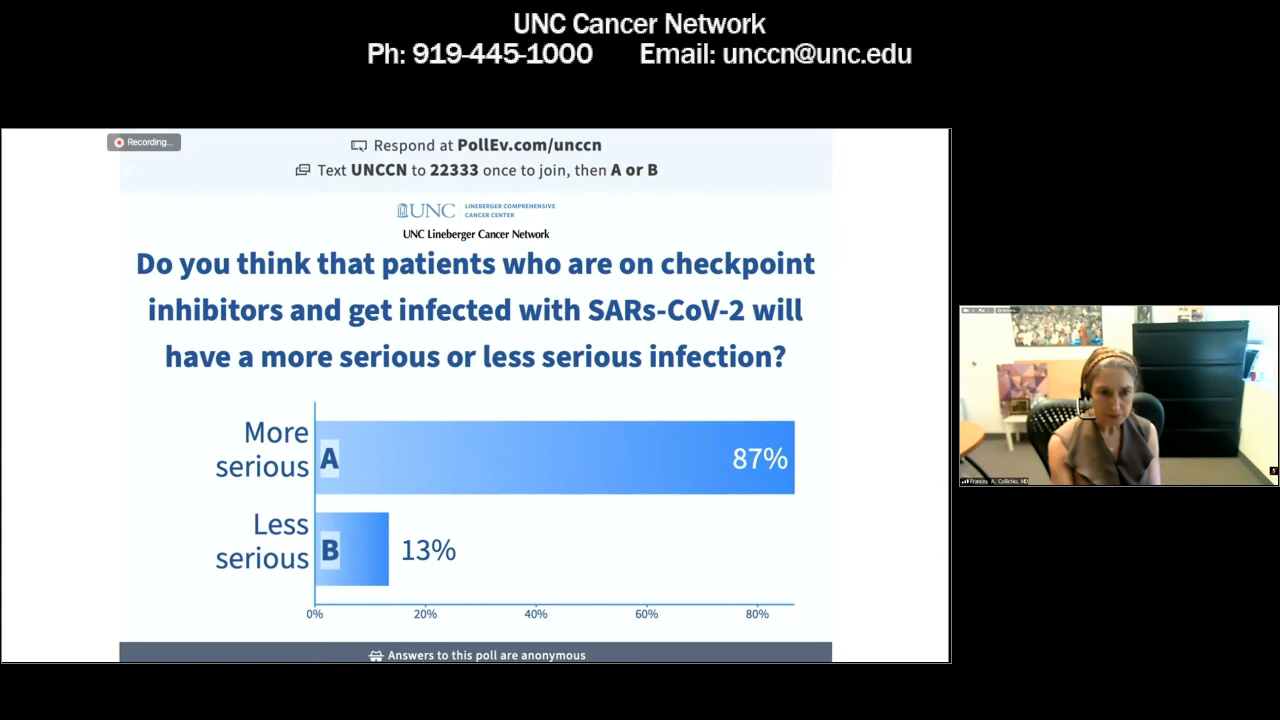 UNC Cancer Network
Ph: 919-445-1000 Email: unccn@unc.edu
Recording...
Respond at PollEv.com/unccn
Text UNCCN to 22333 once to join, then A or B
UNC LINEBERGER COMPREHENSIVE
CANCER CENTER
UNC Lineberger Cancer Network
Do you think that patients who are on checkpoint
inhibitors and get infected with SARs-CoV-2 will
have a more serious or less serious infection?
More
serious A 87%
Less
serious B 13%
0% 20% 40% 60% 80%
Answers to this poll are anonymous
Frances A. Collichio, MD